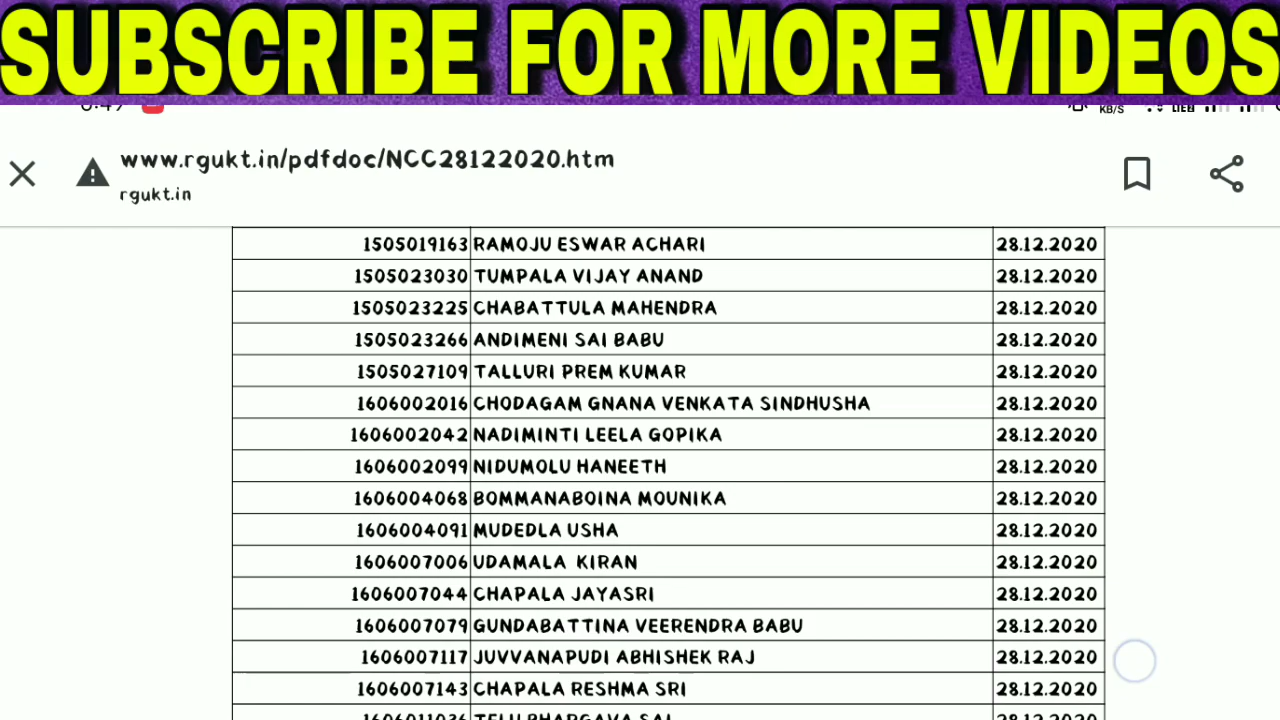 SUBSCRIBE FOR MORE VIDEOS
KB/S
www.rgukt.in/pdfdoc/NCC28122020.htm
rgukt.in
1505019163 RAMOJU ESWAR ACHARI 28.12.2020
1505023030 TUMPALA VIJAY ANAND 28.12.2020
1505023225 CHABATTULA MAHENDRA 28.12.2020
1505023266 ANDIMENI SAI BABU 28.12.2020
1505027109 TALLURI PREM KUMAR 28.12.2020
1606002016 CHODAGAM GNANA VENKATA SINDHUSHA 28.12.2020
1606002042 NADIMINTI LEELA GOPIKA 28.12.2020
1606002099 NIDUMOLU HANEETH 28.12.2020
1606004068 BOMMANABOINA MOUNIKA 28.12.2020
1606004091 MUDEDLA USHA 28.12.2020
1606007006 UDAMALA KIRAN 28.12.2020
1606007044 CHAPALA JAYASRI 28.12.2020
1606007079 GUNDABATTINA VEERENDRA BABU 28.12.2020
1606007117 JUVVANAPUDI ABHISHEK RAJ 28.12.2020
1606007143 CHAPALA RESHMA SRI 28.12.2020